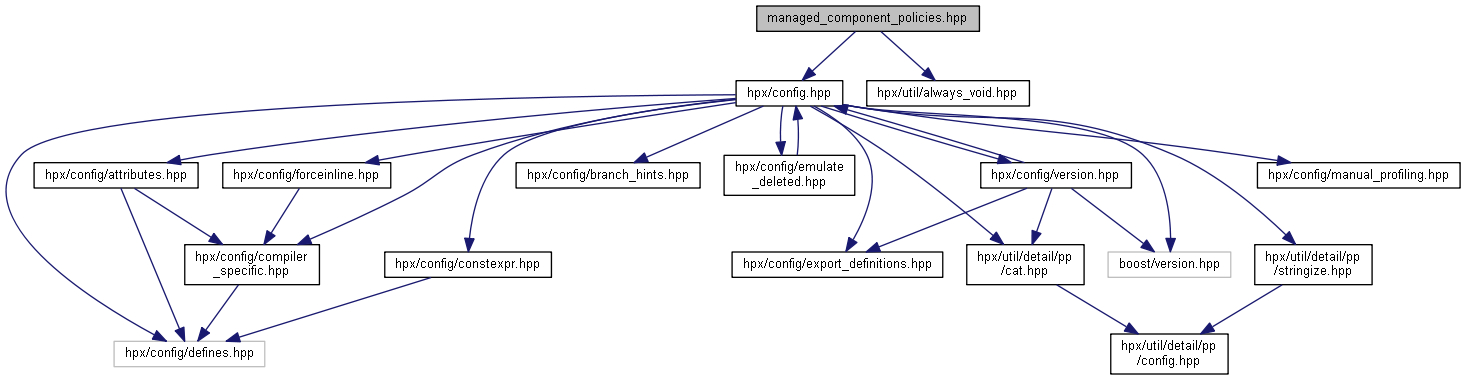 managed_component_policies.hpp
hpx/config.hpp
hpx/util/always_void.hpp
hpx/config/attributes.hpp
hpx/config/forceinline.hpp
hpx/config/branch_hints.hpp
hpx/config/emulate
_deleted.hpp
hpx/config/version.hpp
hpx/config/manual_profiling.hpp
hpx/config/compiler
_specific.hpp
hpx/config/constexpr.hpp
hpx/config/export_definitions.hpp
hpx/util/detail/pp
/cat.hpp
boost/version.hpp
hpx/util/detail/pp
/stringize.hpp
hpx/config/defines.hpp
hpx/util/detail/pp
/config.hpp